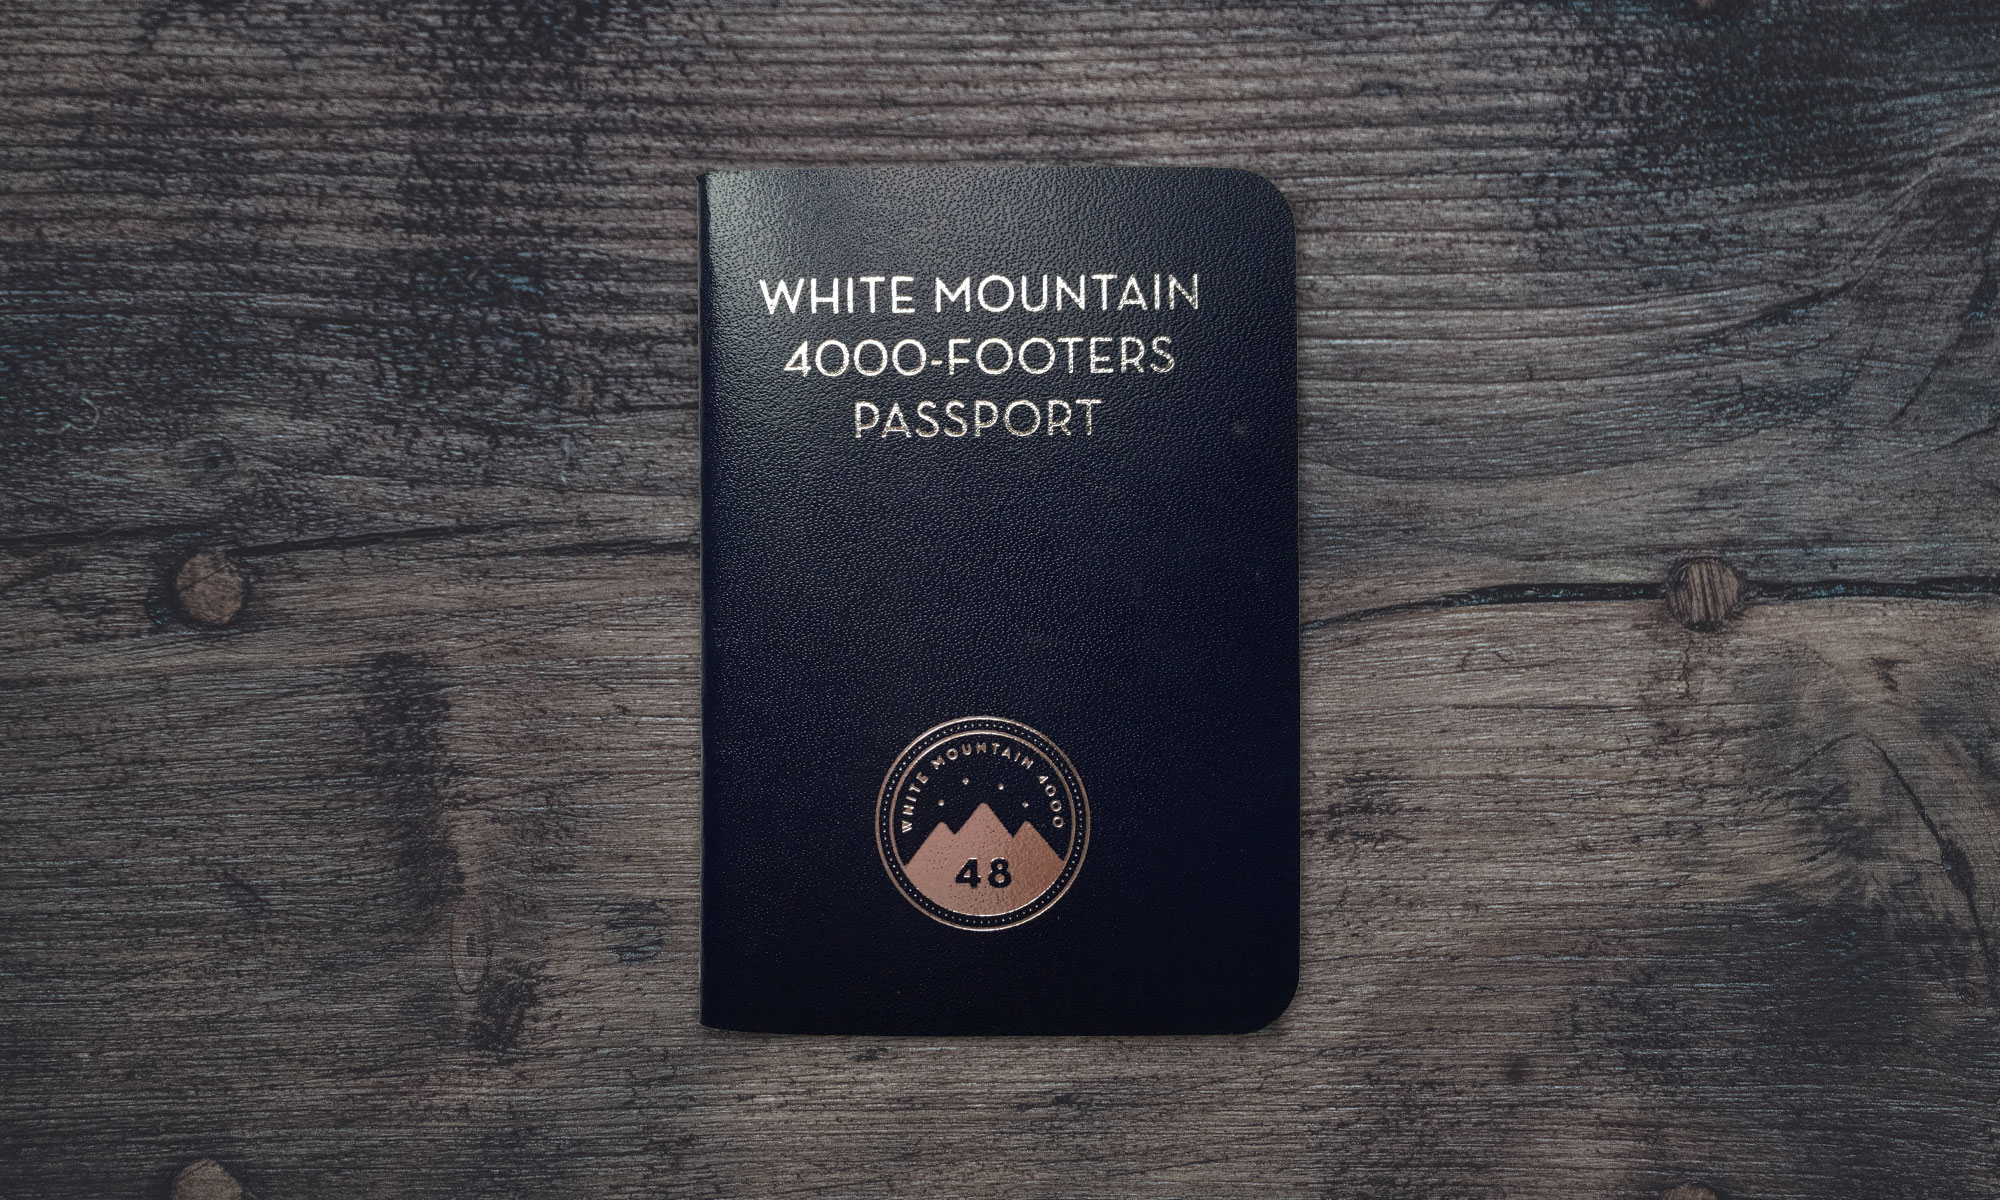 WHITE MOUNTAIN
4000-FOOTERS
PASSPORT
WHITE MOUNTAIN 4000
48